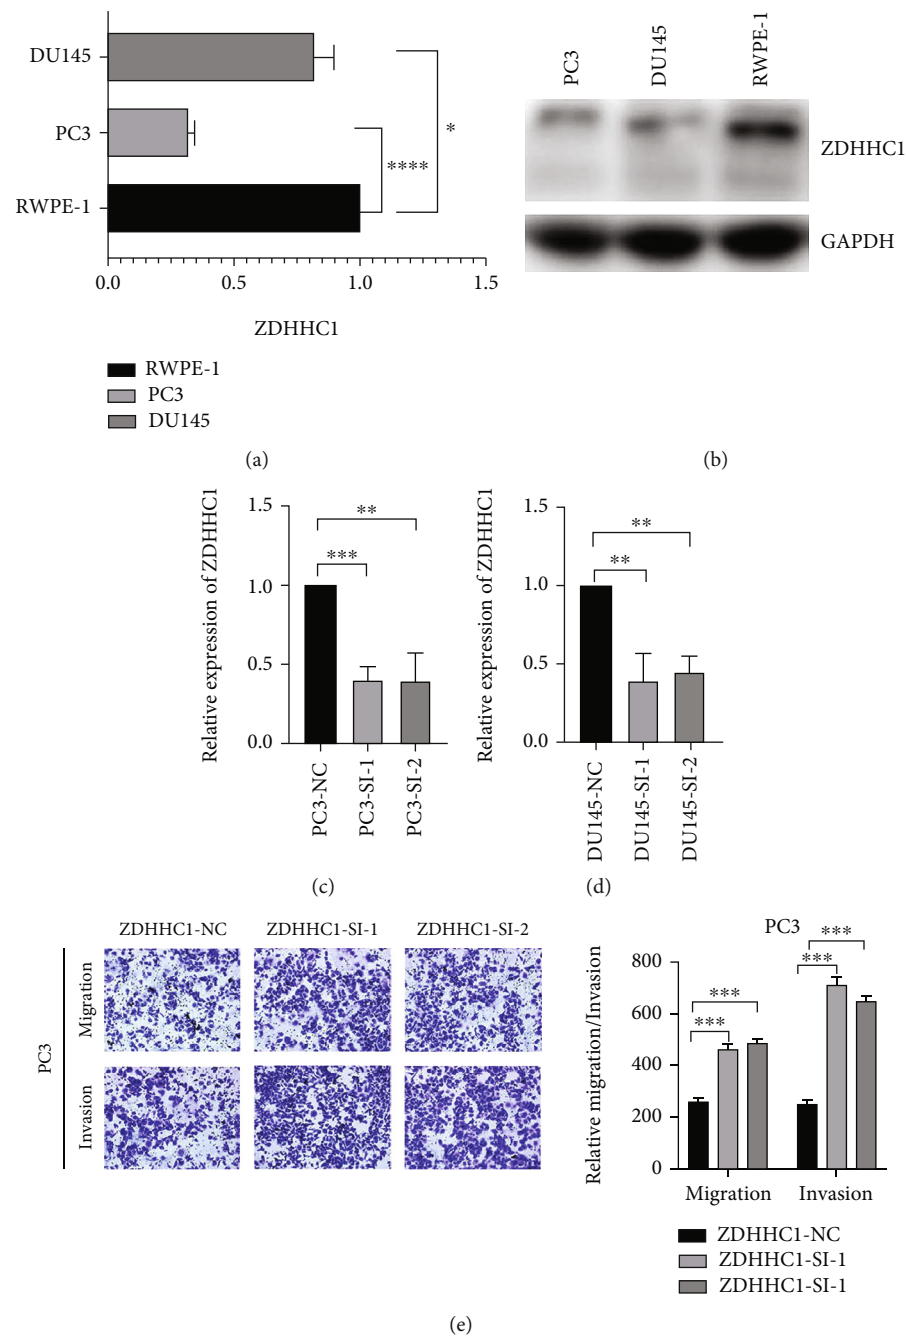 DU145
PC3
RWPE-1
*
****
0.0 0.5 1.0 1.5
ZDHHC1
RWPE-1
PC3
DU145
(a)
PC3 DU145 RWPE-1
ZDHHC1
GAPDH
(b)
Relative expression of ZDHHC1
1.5
1.0
0.5
0.0
**
***
PC3-NC
PC3-SI-1
PC3-SI-2
(c)
Relative expression of ZDHHC1
1.5
1.0
0.5
0.0
**
**
DU145-NC
DU145-SI-1
DU145-SI-2
(d)
ZDHHC1-NC ZDHHC1-SI-1 ZDHHC1-SI-2
PC3
Migration
Invasion
PC3
Relative migration/Invasion
800
600
400
200
0
***
***
***
***
Migration Invasion
ZDHHC1-NC
ZDHHC1-SI-1
ZDHHC1-SI-1
(e)